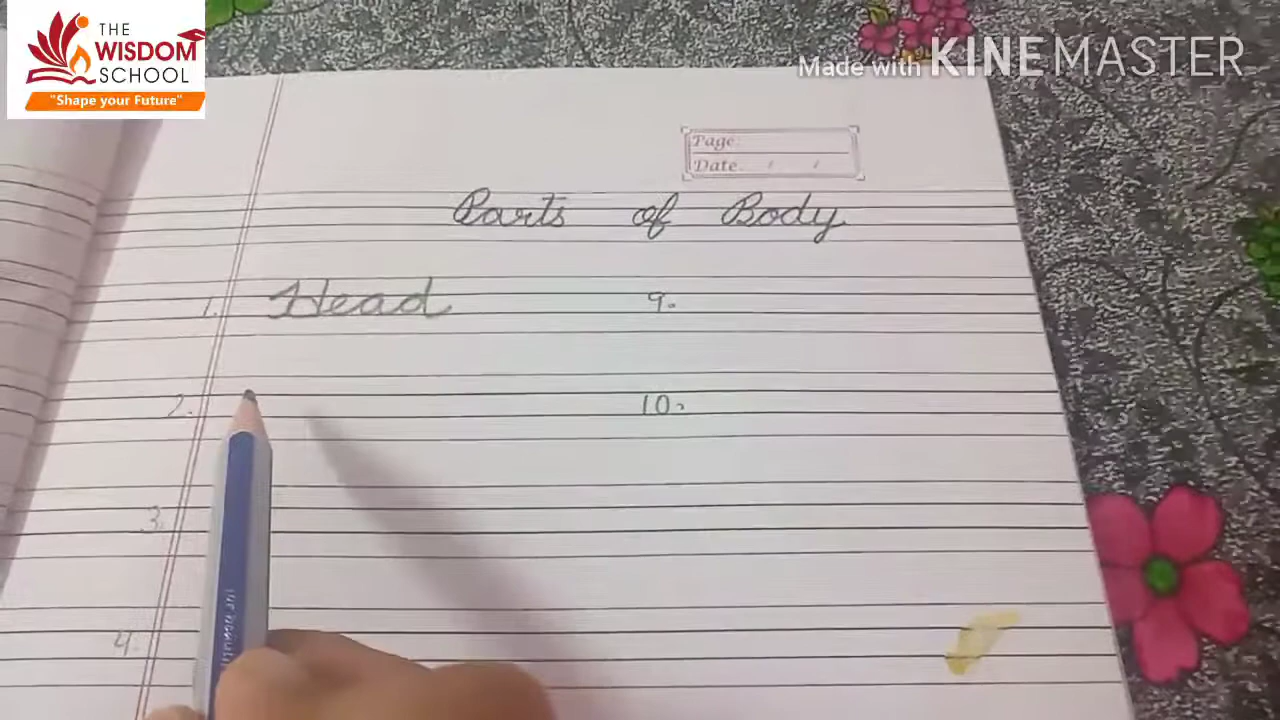 THE
WISDOM
SCHOOL
"Shape your Future"
Made with KINEMASTER
Page:
Date: / /
Parts of Body
1. Head 9.
2. 10.
3.
4.